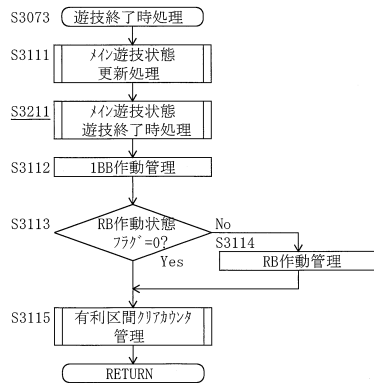 S3073 遊技終了時処理
S3111 ﾒｲﾝ遊技状態
更新処理
S3211 ﾒｲﾝ遊技状態
遊技終了時処理
S3112 1BB作動管理
S3113 RB作動状態
ﾌﾗｸﾞ=0?
No
Yes
S3114
RB作動管理
S3115 有利区間ｸﾘｱｶｳﾝﾀ
管理
RETURN